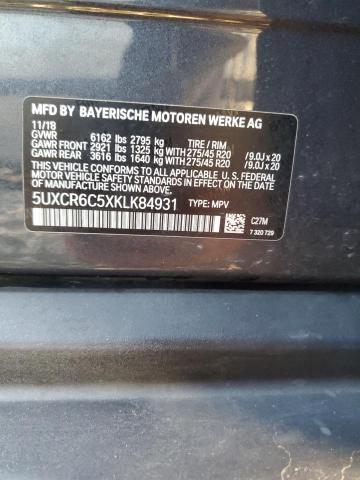 MFD BY BAYERISCHE MOTOREN WERKE AG
11/18
GVWR 6162 lbs 2795 kg TIRE / RIM
GAWR FRONT 2921 lbs 1325 kg 275/45 R20 /9.0J x 20
GAWR REAR 3616 lbs 1640 kg 275/45 R20 /9.0J x 20
THIS VEHICLE CONFORMS TO ALL APPLICABLE U.S. FEDERAL
MOTOR VEHICLE SAFETY STANDARDS IN EFFECT ON THE DATE OF
MANUFACTURE SHOWN ABOVE.
5UXCR6C5XKLK84931 TYPE: MPV
C27M
7 320 729